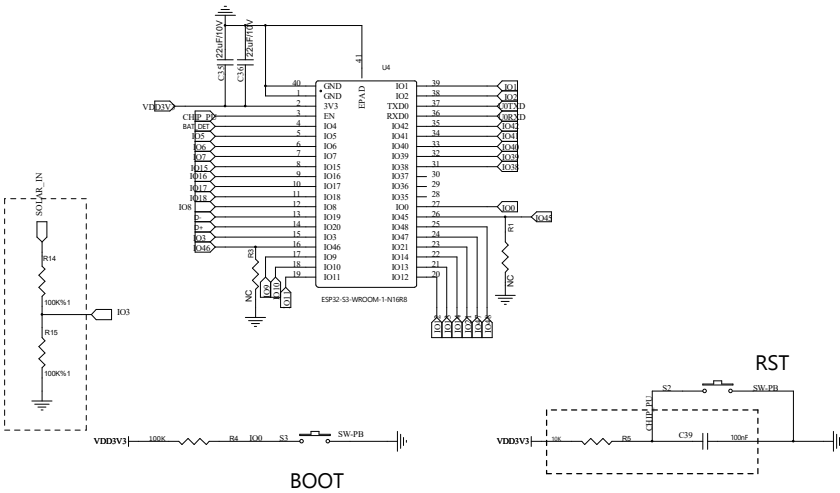 22uF/10V
22uF/10V
C35
C36
41
U4
EPAD
VDD3V3
CHIP_PU
BAT_DET
IO5
IO6
IO7
IO15
IO16
IO17
IO18
IO8
D-
D+
IO3
IO46
40 GND
1 GND
2 3V3
3 EN
4 IO4
5 IO5
6 IO6
7 IO7
8 IO15
9 IO16
10 IO17
11 IO18
12 IO8
13 IO19
14 IO20
15 IO3
16 IO46
17 IO9
18 IO10
19 IO11
IO1 39 IO1
IO2 38 IO2
TXD0 37 U0TXD
RXD0 36 U0RXD
IO42 35 IO42
IO41 34 IO41
IO40 33 IO40
IO39 32 IO39
IO38 31 IO38
IO37 30
IO36 29
IO35 28
IO0 27 IO0
IO45 26 IO45
IO48 25
IO47 24
IO21 23
IO14 22
IO13 21
IO12 20
R3
NC
IO9
IO10
IO11
R1
NC
ESP32-S3-WROOM-1-N16R8
SOLAR_IN
R14
100K%1
IO3
R15
100K%1
VDD3V3 100K R4 IO0 S3 SW-PB
BOOT
RST
S2 SW-PB
CHIP_PU
VDD3V3 10K R5 C39 100nF